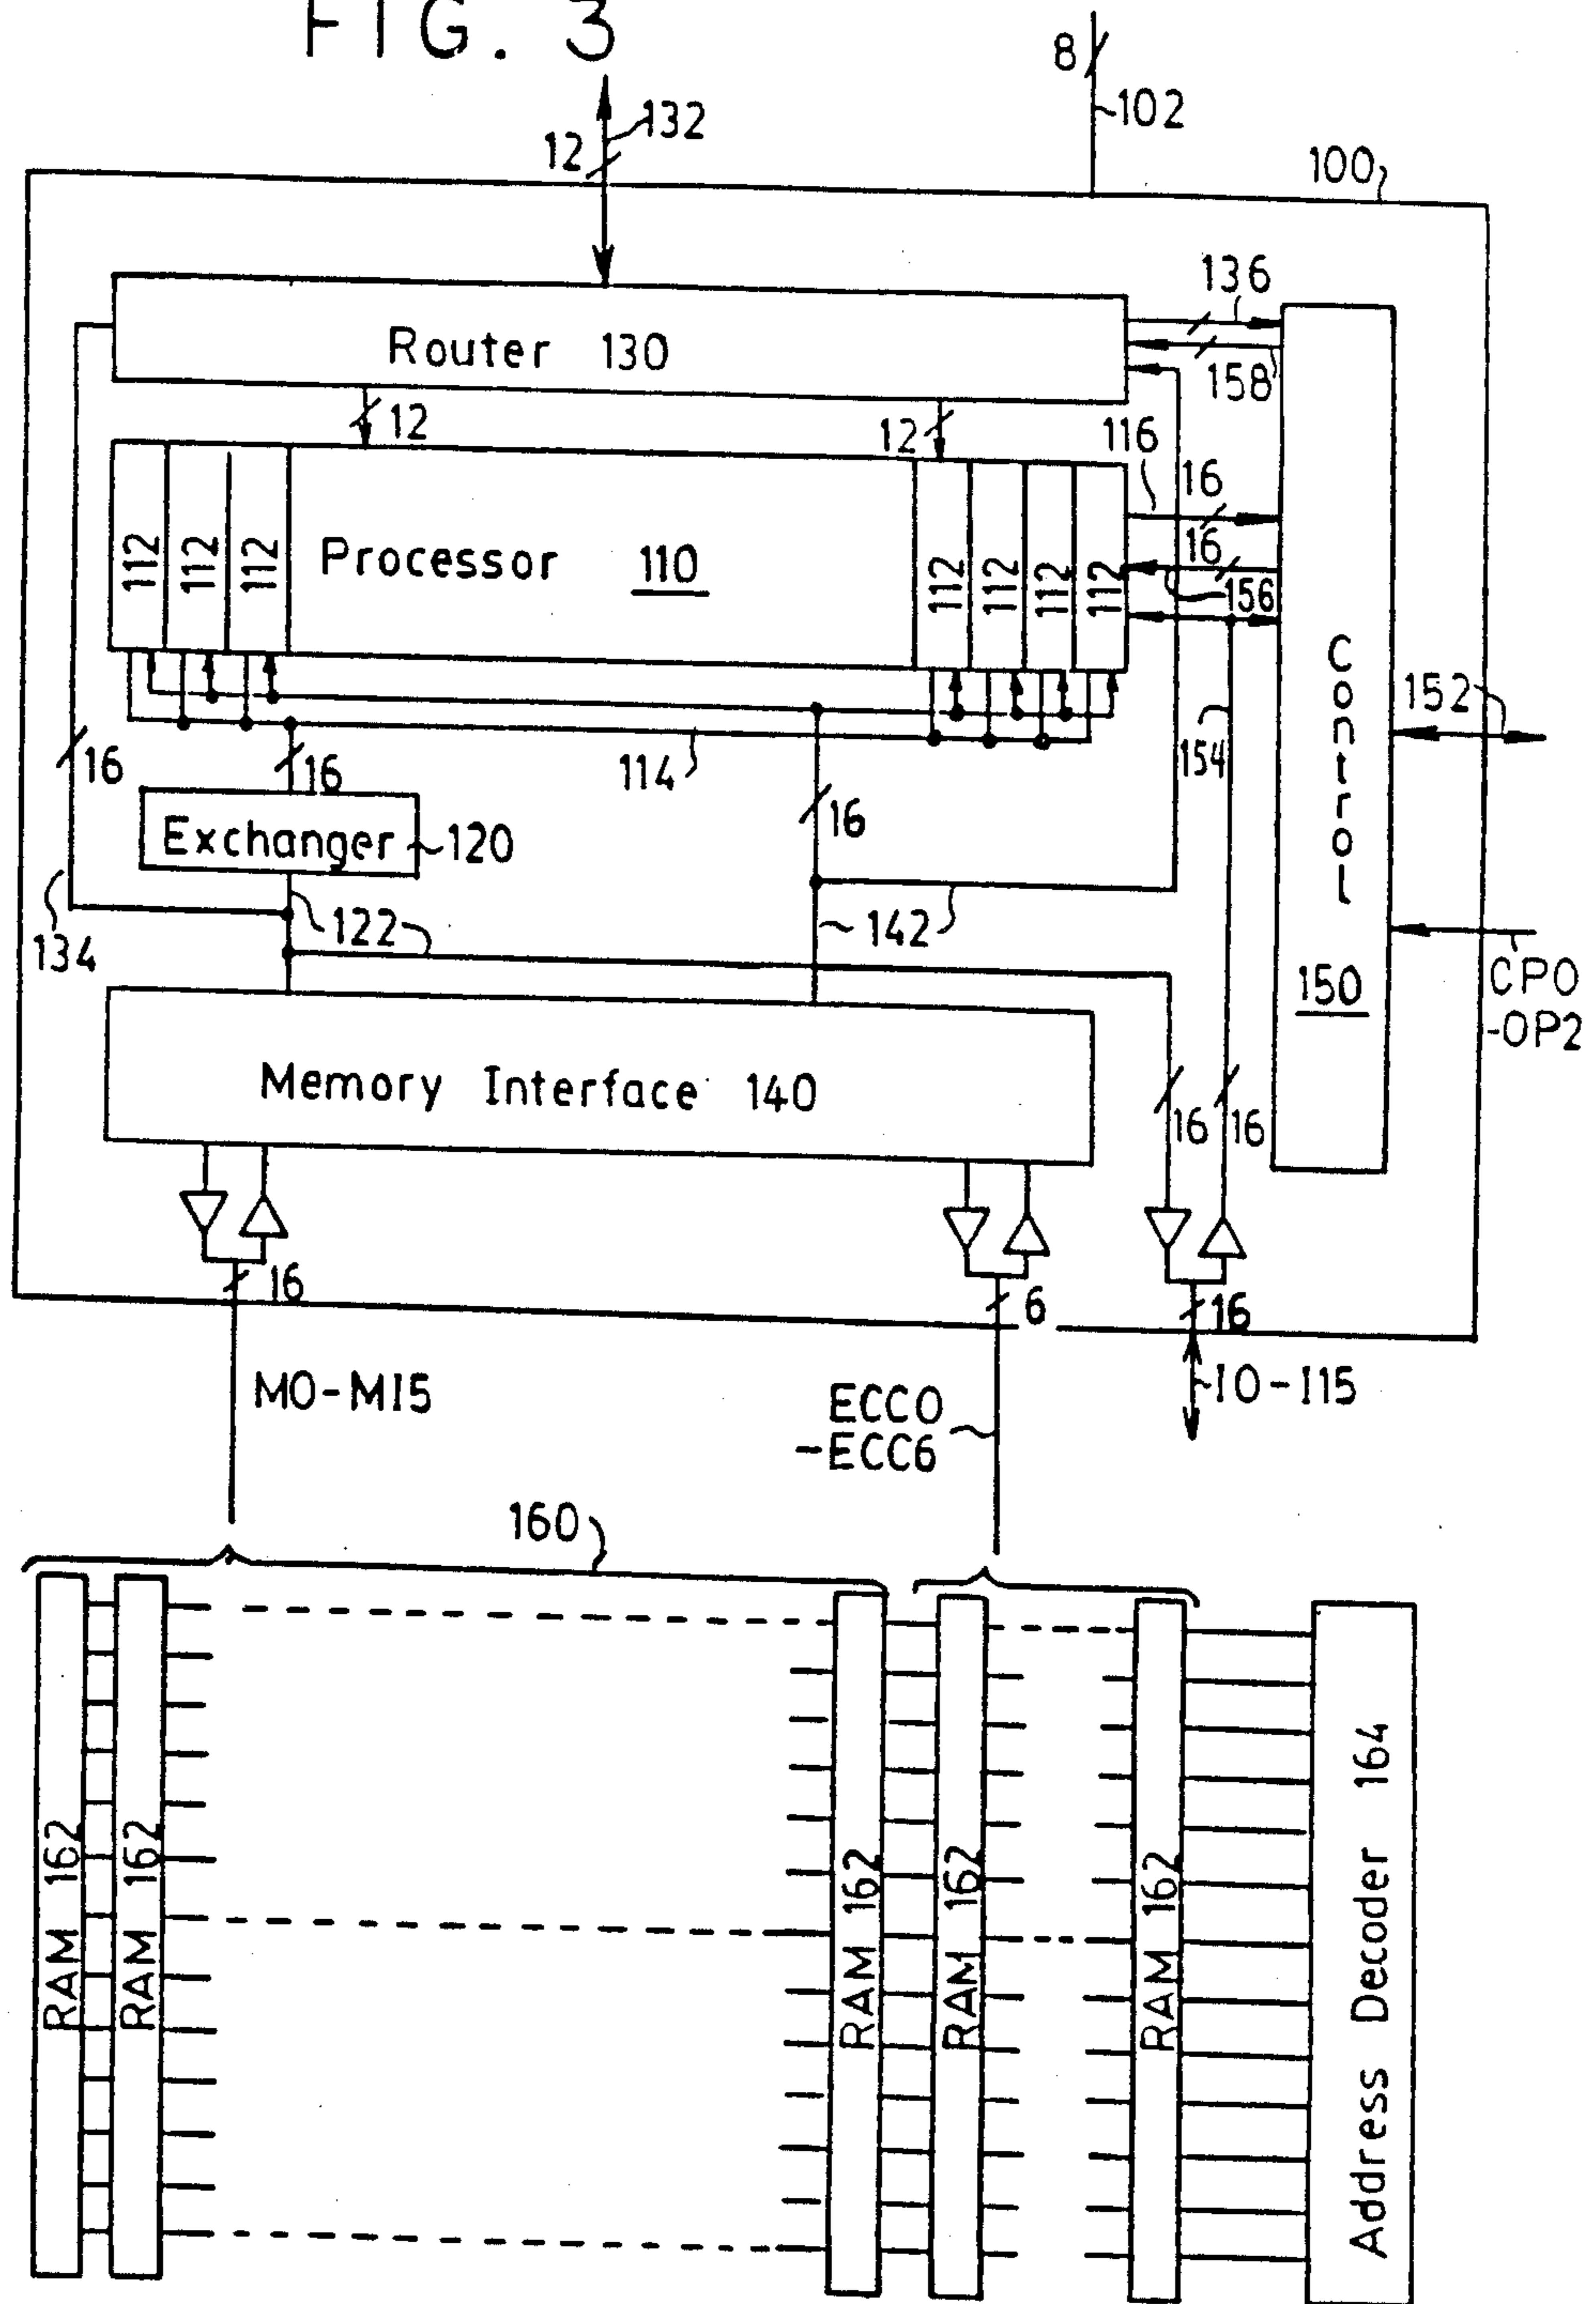 FIG. 3
8
102
132
12
100
136
Router 130
158
12
12
116
16
112
112
112
Processor 110
112
112
112
112
16
156
Control
152
154
16
16
114
16
Exchanger 120
122
142
134
150
CPO
-OP2
Memory Interface 140
16
16
16
6
16
MO-MI5
ECCO
-ECC6
IO-I15
160
RAM 162
RAM 162
RAM 162
RAM 162
RAM 162
Address Decoder 164